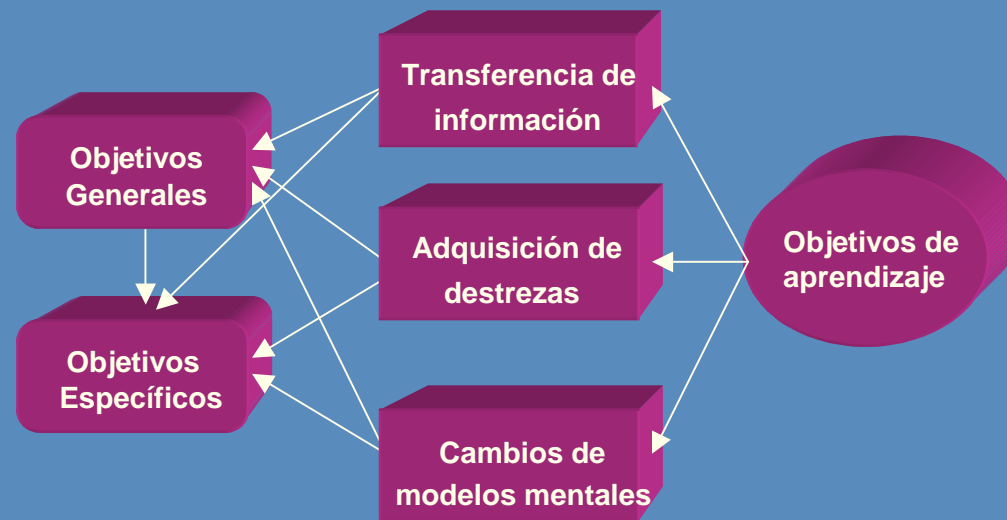 Objetivos
Generales
Objetivos
Específicos
Transferencia de
información
Adquisición de
destrezas
Cambios de
modelos mentales
Objetivos de
aprendizaje